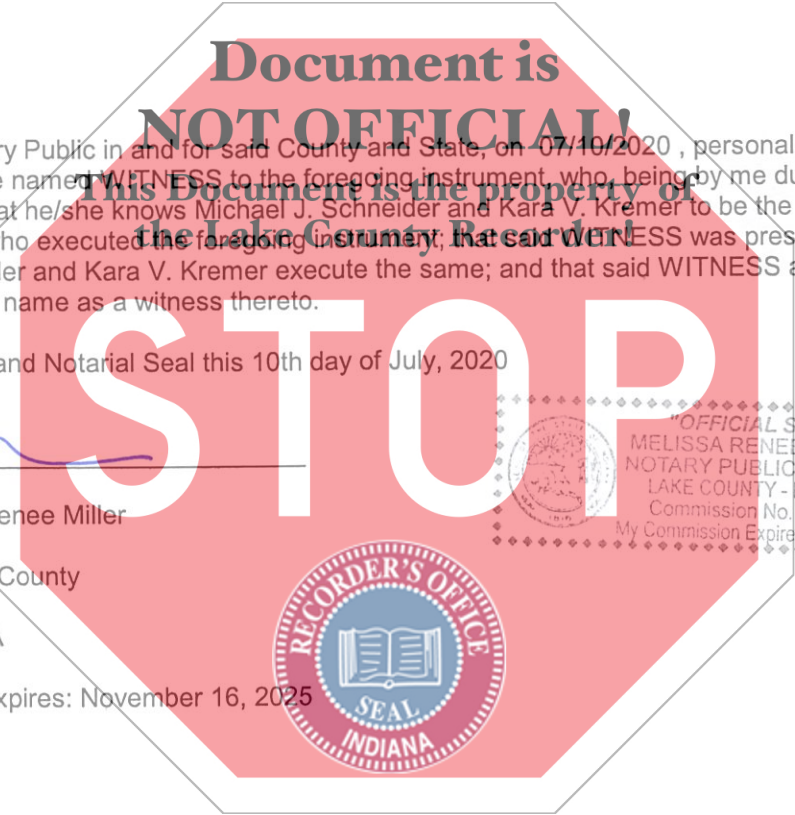 Document is
NOT OFFICIAL!
ry Public in and for said County and State, on 07/10/2020 , personal
e named WITNESS to the foregoing instrument, who, being by me du
This Document is the property of
at he/she knows Michael J. Schneider and Kara V Kremer to be the
the Lake County Recorder!
ho executed the foregoing instrument; that said WITNESS was pres
er and Kara V. Kremer execute the same; and that said WITNESS a
name as a witness thereto.
and Notarial Seal this 10th day of July, 2020
STOP
"OFFICIAL S
MELISSA RENEE
NOTARY PUBLIC
LAKE COUNTY -
Commission No.
My Commission Expire
enee Miller
County
xpires: November 16, 2025
RECORDER'S OFFICE
SEAL
INDIANA